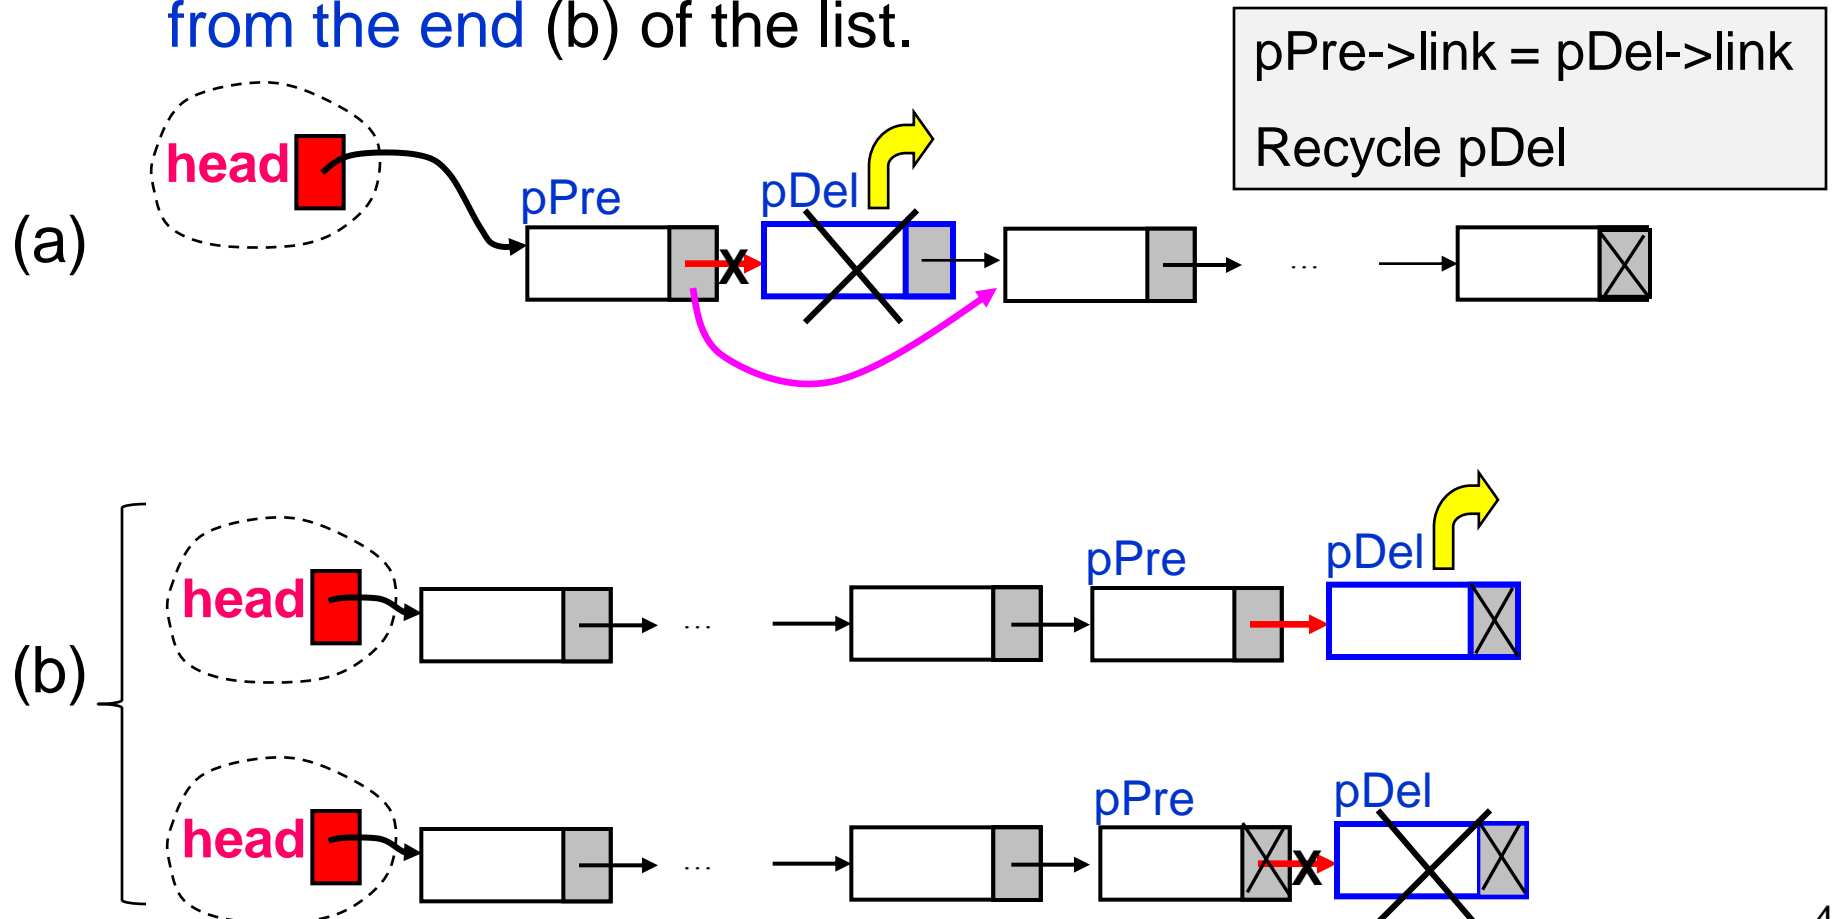 from the end (b) of the list.
pPre->link = pDel->link
Recycle pDel
head
pPre
pDel
(a)
X
...
pPre
pDel
head
...
(b)
pPre
pDel
head
...
X